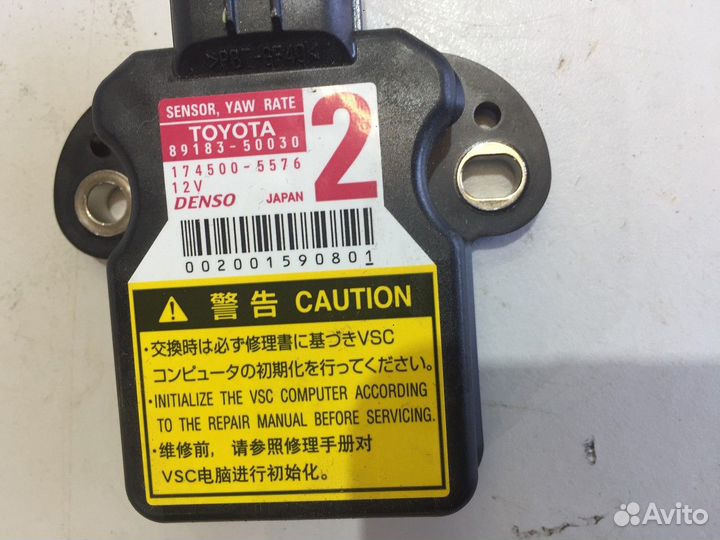 >PBT-GF40<
SENSOR, YAW RATE
TOYOTA
89183-50030
174500-5576
12V
DENSO JAPAN
2
002001590801
警告 CAUTION
・交換時は必ず修理書に基づきVSC
コンピュータの初期化を行ってください。
・INITIALIZE THE VSC COMPUTER ACCORDING
TO THE REPAIR MANUAL BEFORE SERVICING.
・维修前，请参照修理手册对
VSC电脑进行初始化。
Avito